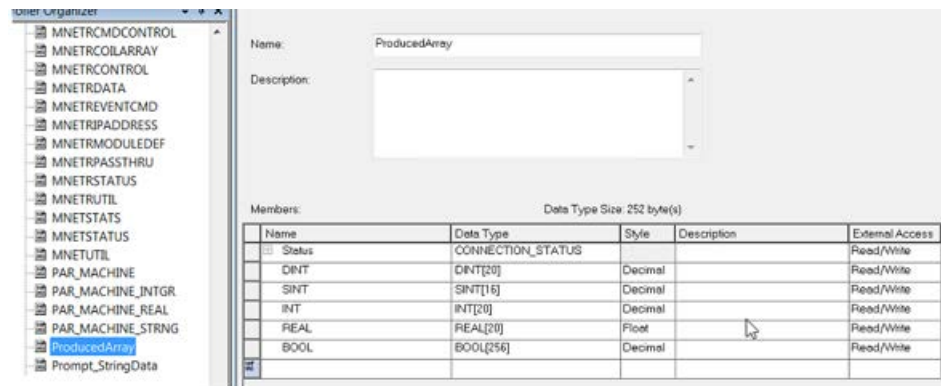 MNETRCMDCONTROL
MNETRCOILARRAY
MNETRCONTROL
MNETRDATA
MNETREVENTCMD
MNETRIPADDRESS
MNETRMODULEDEF
MNETRPASSTHRU
MNETRSTATUS
MNETRUTIL
MNETSTATS
MNETSTATUS
MNETUTIL
PAR_MACHINE
PAR_MACHINE_INTGR
PAR_MACHINE_REAL
PAR_MACHINE_STRNG
ProducedArray
Prompt_StringData
Name: ProducedArray
Description:
Members: Data Type Size: 252 byte(s)
Name Data Type Style Description External Access
Status CONNECTION_STATUS Read/Write
DINT DINT[20] Decimal Read/Write
SINT SINT[16] Decimal Read/Write
INT INT[20] Decimal Read/Write
REAL REAL[20] Float Read/Write
BOOL BOOL[256] Decimal Read/Write